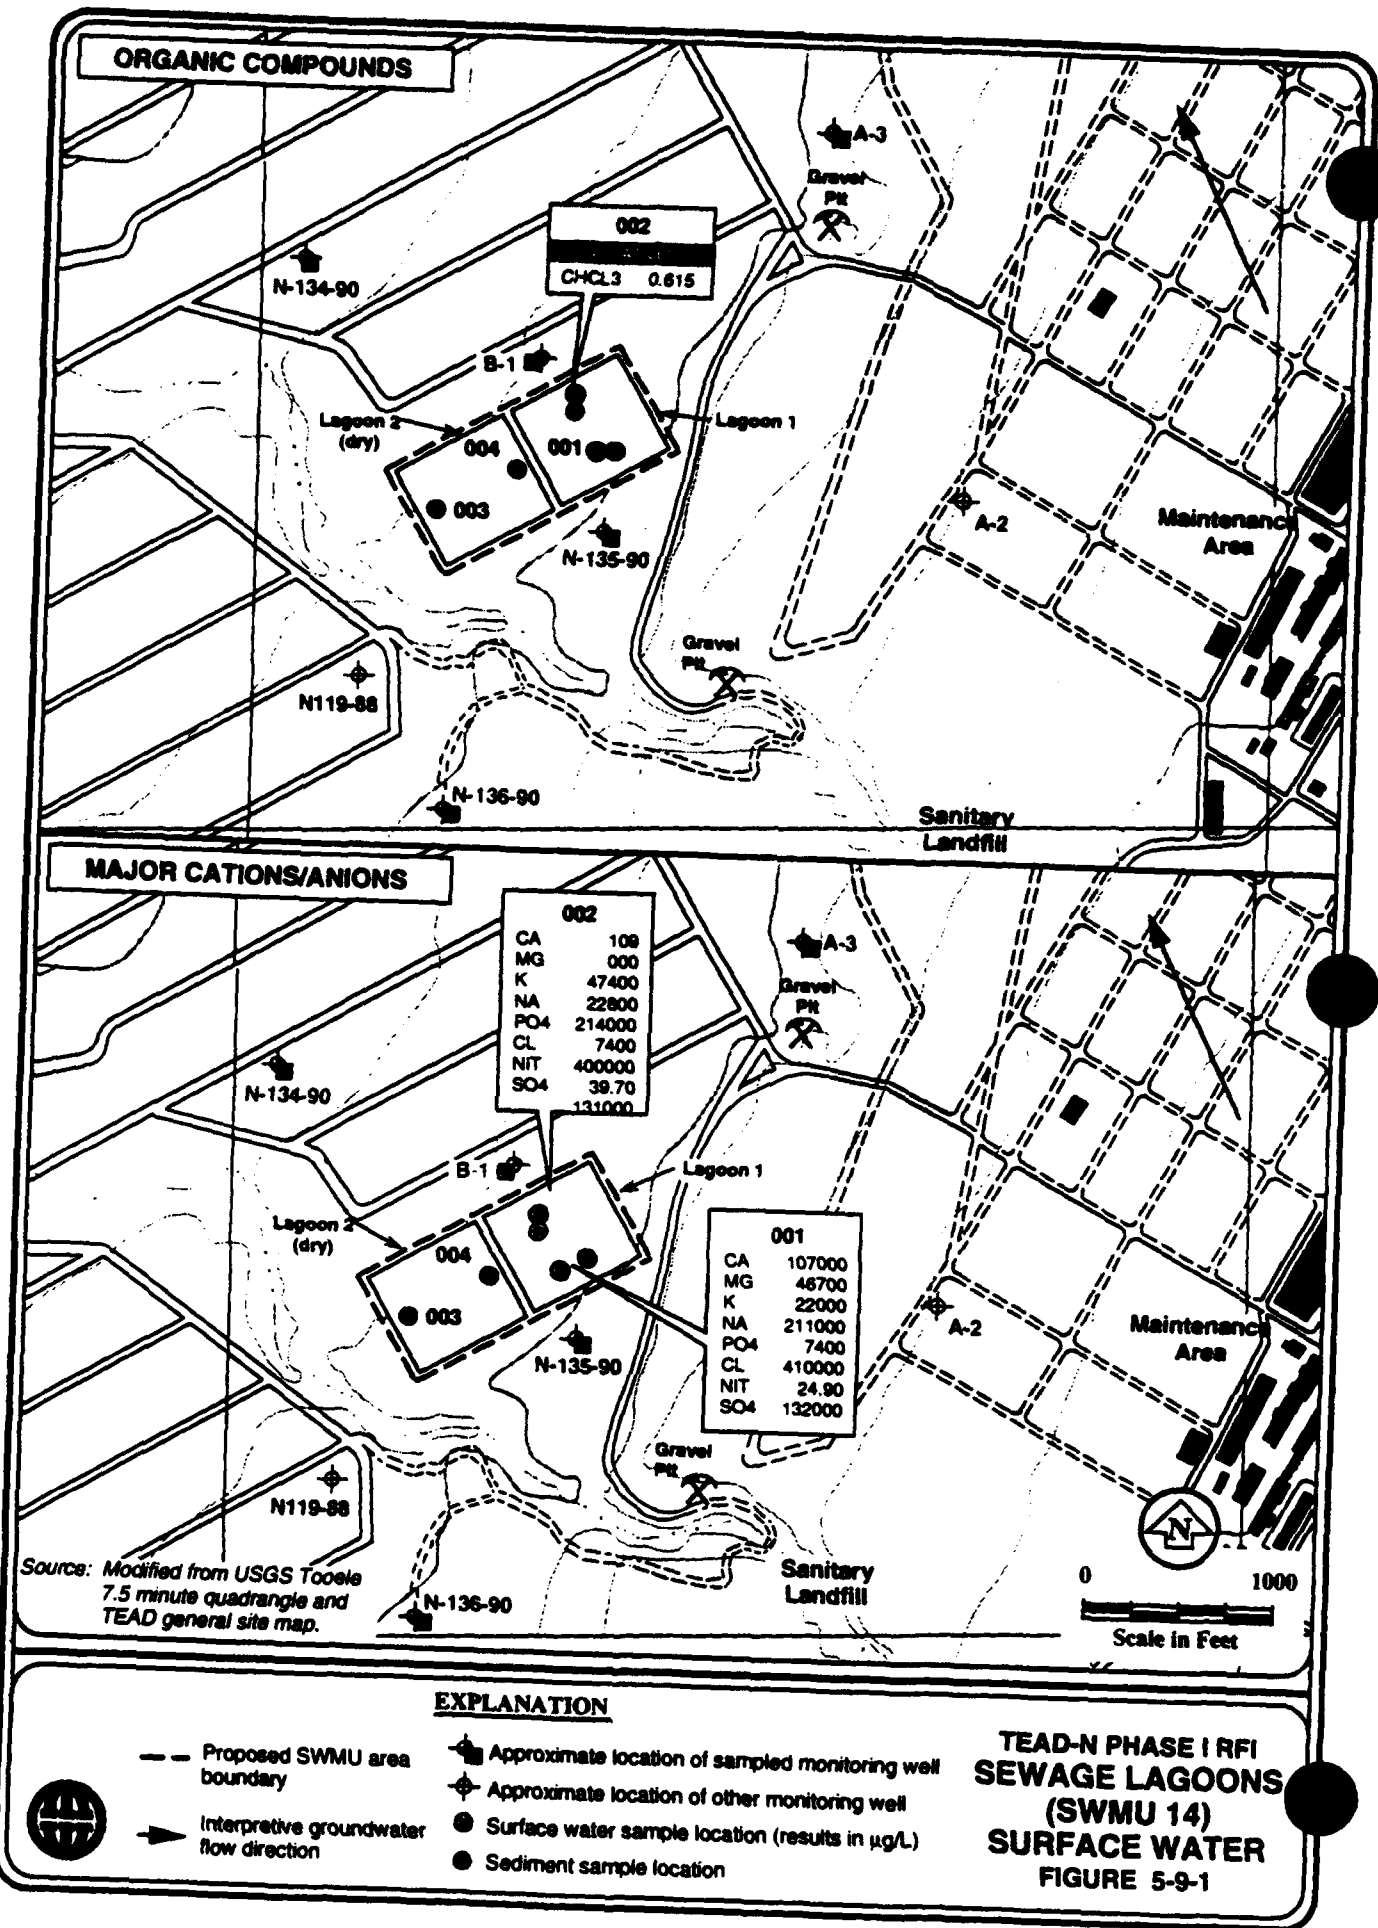 ORGANIC COMPOUNDS
A-3
Gravel
Pit
002
CHCL3 0.615
N-134-90
B-1
Lagoon 2
(dry)
Lagoon 1
004
001
003
N-135-90
A-2
Maintenance
Area
Gravel
Pit
N119-88
N-136-90
Sanitary
Landfill
MAJOR CATIONS/ANIONS
002
CA 109
MG 000
K 47400
NA 22800
PO4 214000
CL 7400
NIT 400000
SO4 39.70
131000
A-3
Gravel
Pit
N-134-90
B-1
Lagoon 1
Lagoon 2
(dry)
004
003
001
CA 107000
MG 46700
K 22000
NA 211000
PO4 7400
CL 410000
NIT 24.90
SO4 132000
N-135-90
A-2
Maintenance
Area
Gravel
Pit
N119-88
N-136-90
Sanitary
Landfill
N
0 1000
Scale in Feet
Source: Modified from USGS Tooele
7.5 minute quadrangle and
TEAD general site map.
EXPLANATION
Proposed SWMU area
boundary
Interpretive groundwater
flow direction
Approximate location of sampled monitoring well
Approximate location of other monitoring well
Surface water sample location (results in µg/L)
Sediment sample location
TEAD-N PHASE I RFI
SEWAGE LAGOONS
(SWMU 14)
SURFACE WATER
FIGURE 5-9-1